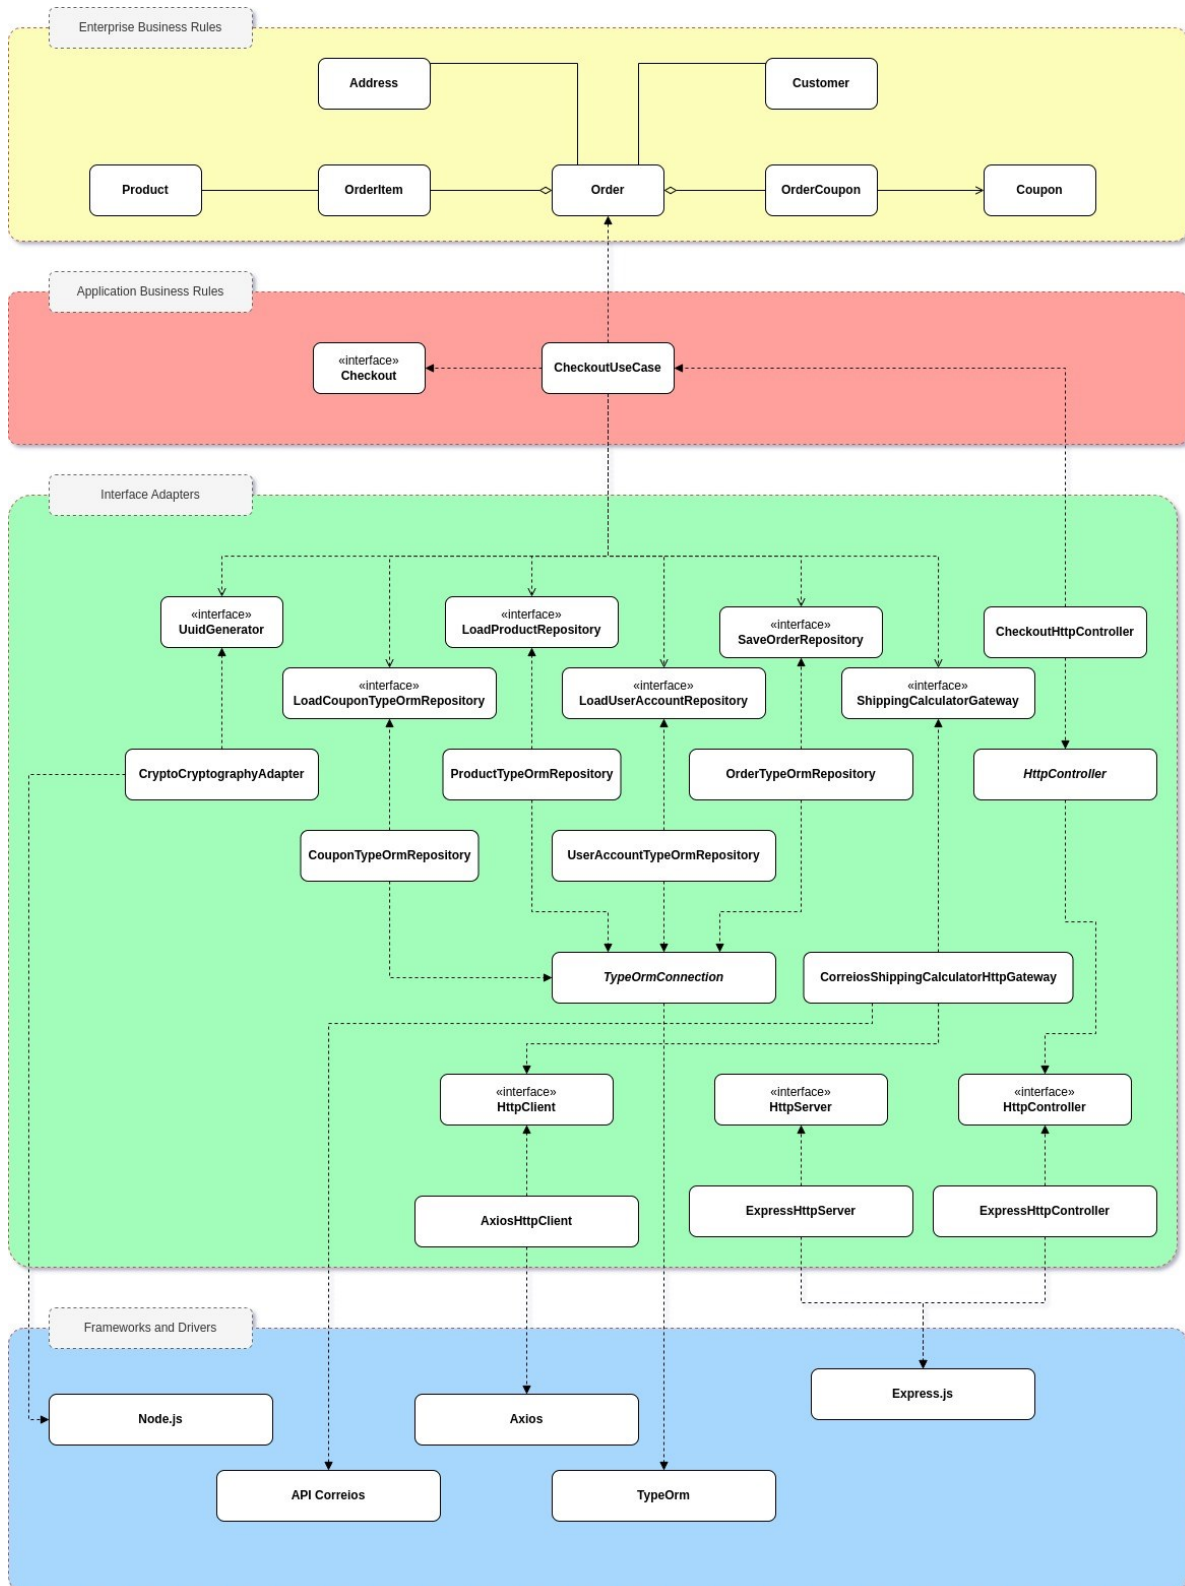 Enterprise Business Rules
Address
Customer
Product
OrderItem
Order
OrderCoupon
Coupon
Application Business Rules
«interface»
Checkout
CheckoutUseCase
Interface Adapters
«interface»
UuidGenerator
«interface»
LoadProductRepository
«interface»
SaveOrderRepository
CheckoutHttpController
«interface»
LoadCouponTypeOrmRepository
«interface»
LoadUserAccountRepository
«interface»
ShippingCalculatorGateway
CryptoCryptographyAdapter
ProductTypeOrmRepository
OrderTypeOrmRepository
HttpController
CouponTypeOrmRepository
UserAccountTypeOrmRepository
TypeOrmConnection
CorreiosShippingCalculatorHttpGateway
«interface»
HttpClient
«interface»
HttpServer
«interface»
HttpController
AxiosHttpClient
ExpressHttpServer
ExpressHttpController
Frameworks and Drivers
Express.js
Node.js
Axios
API Correios
TypeOrm